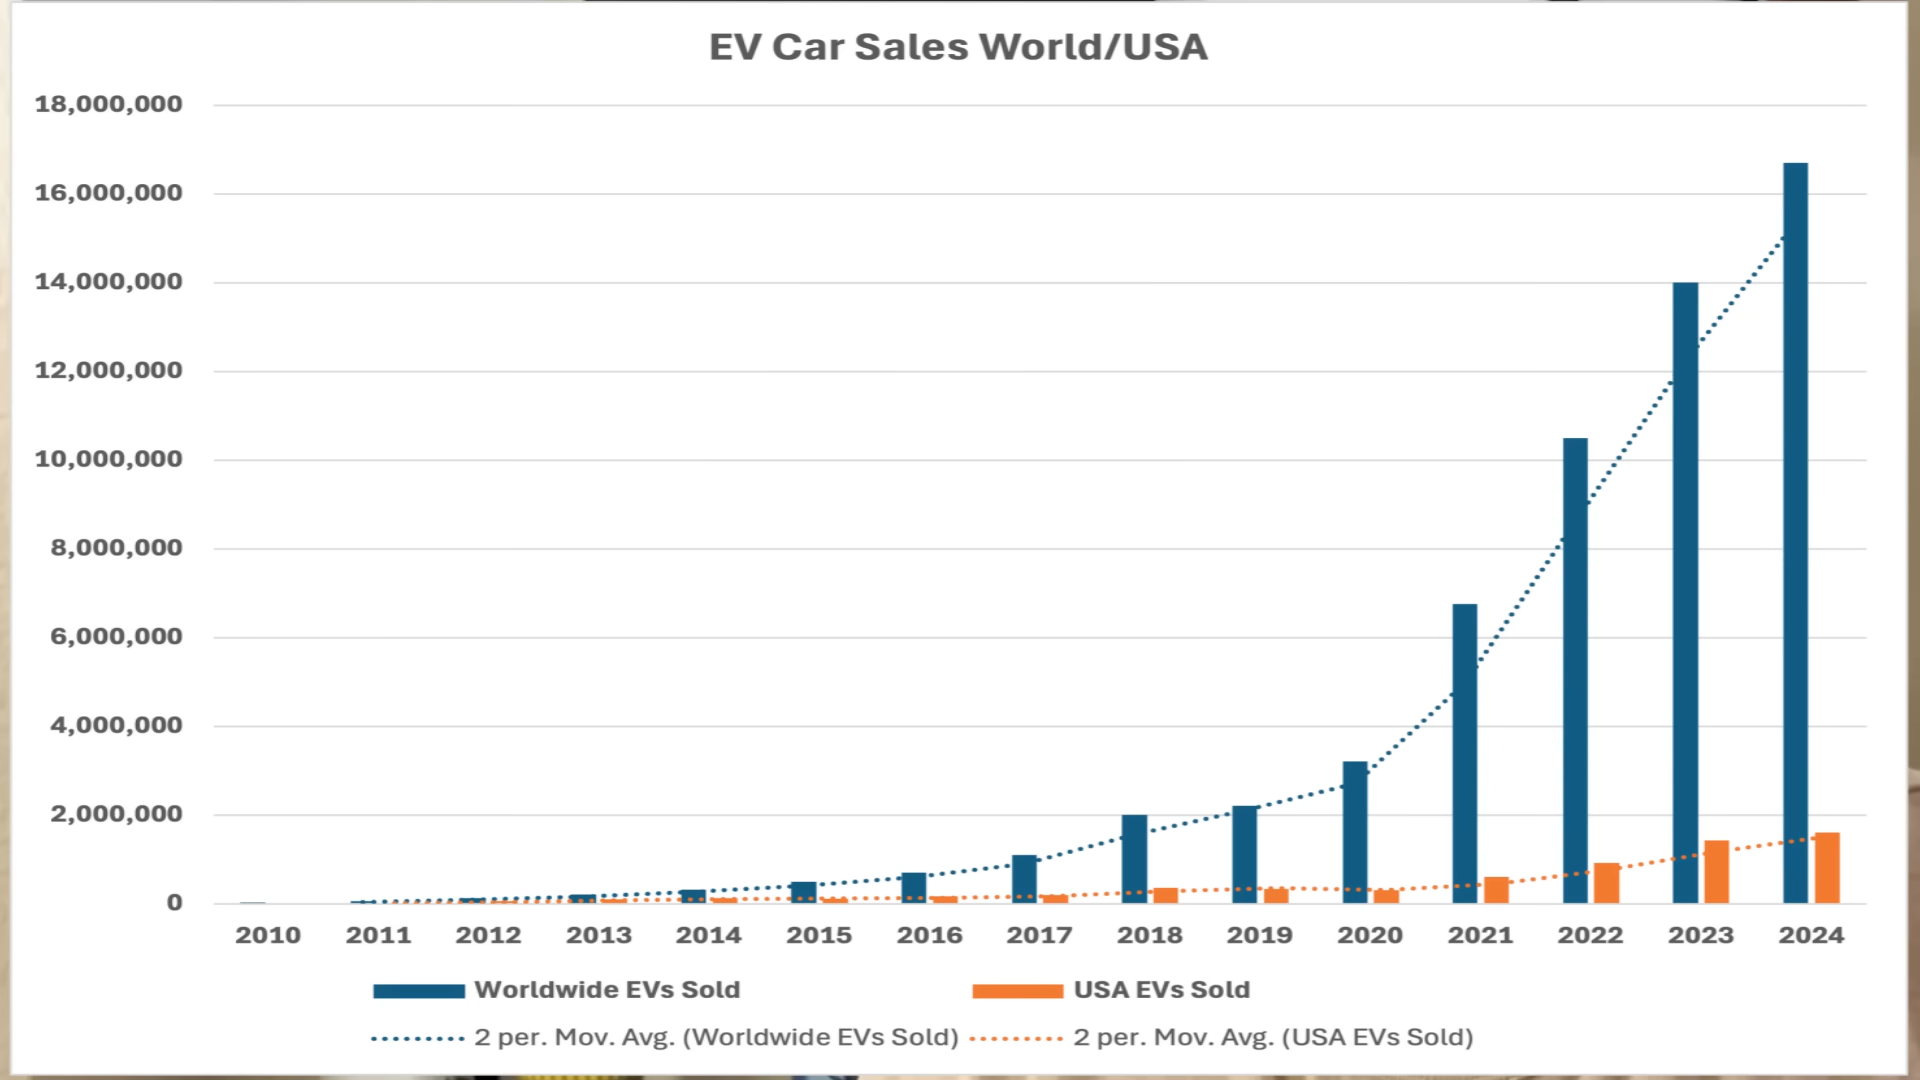 EV Car Sales World/USA
18,000,000
16,000,000
14,000,000
12,000,000
10,000,000
8,000,000
6,000,000
4,000,000
2,000,000
0
2010 2011 2012 2013 2014 2015 2016 2017 2018 2019 2020 2021 2022 2023 2024
Worldwide EVs Sold USA EVs Sold
2 per. Mov. Avg. (Worldwide EVs Sold) 2 per. Mov. Avg. (USA EVs Sold)